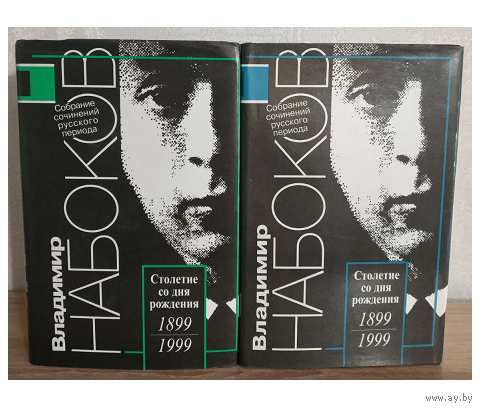 Собрание
сочинений
русского
периода
Владимир
НАБОКОВ
Столетие
со дня
рождения
1899
1999
Собрание
сочинений
русского
периода
Владимир
НАБОКОВ
Столетие
со дня
рождения
1899
1999
www.ay.by